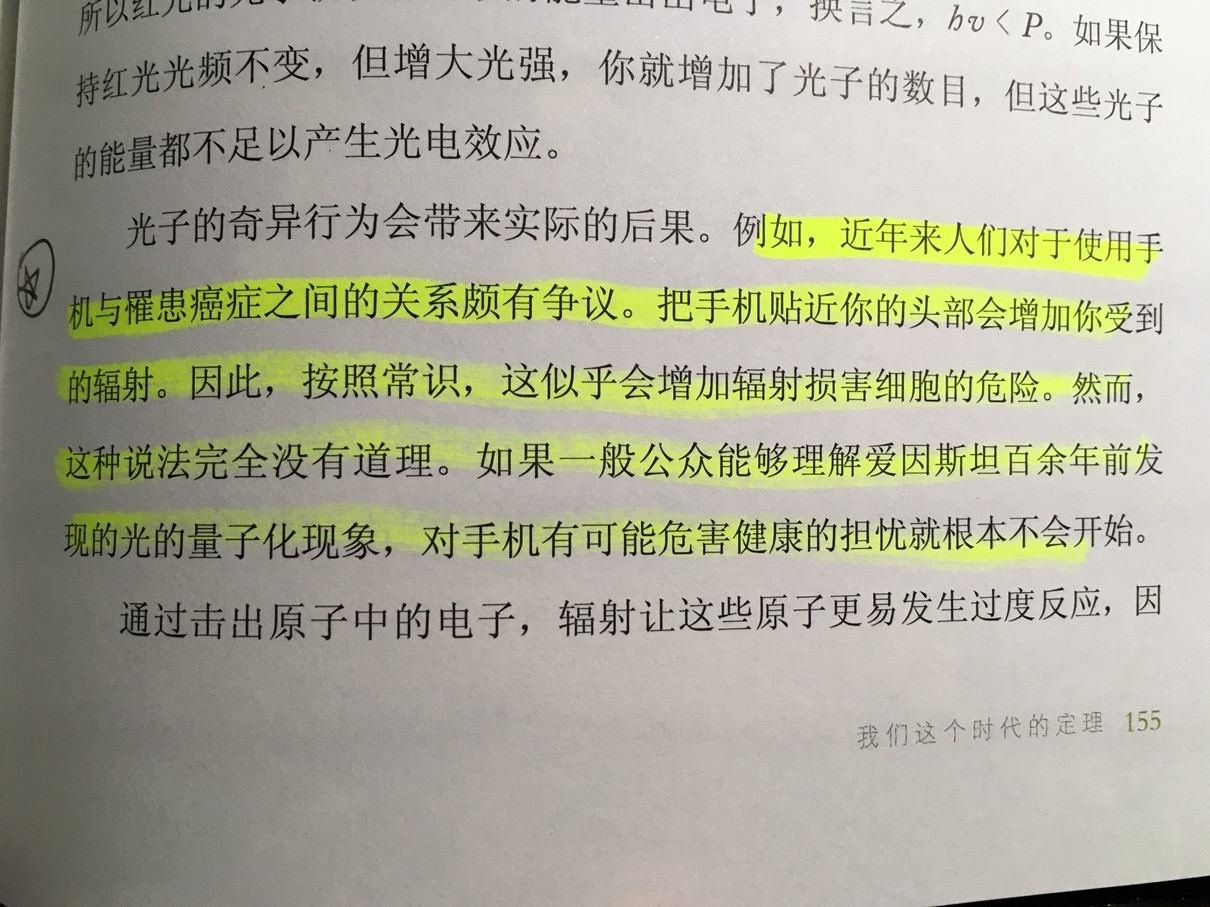 所以红光的光子
换言之，hv < P。如果保
持红光光频不变，但增大光强，你就增加了光子的数目，但这些光子
的能量都不足以产生光电效应。
光子的奇异行为会带来实际的后果。例如，近年来人们对于使用手
机与罹患癌症之间的关系颇有争议。把手机贴近你的头部会增加你受到
的辐射。因此，按照常识，这似乎会增加辐射损害细胞的危险。然而，
这种说法完全没有道理。如果一般公众能够理解爱因斯坦百余年前发
现的光的量子化现象，对手机有可能危害健康的担忧就根本不会开始。
通过击出原子中的电子，辐射让这些原子更易发生过度反应，因
我们这个时代的定理 155